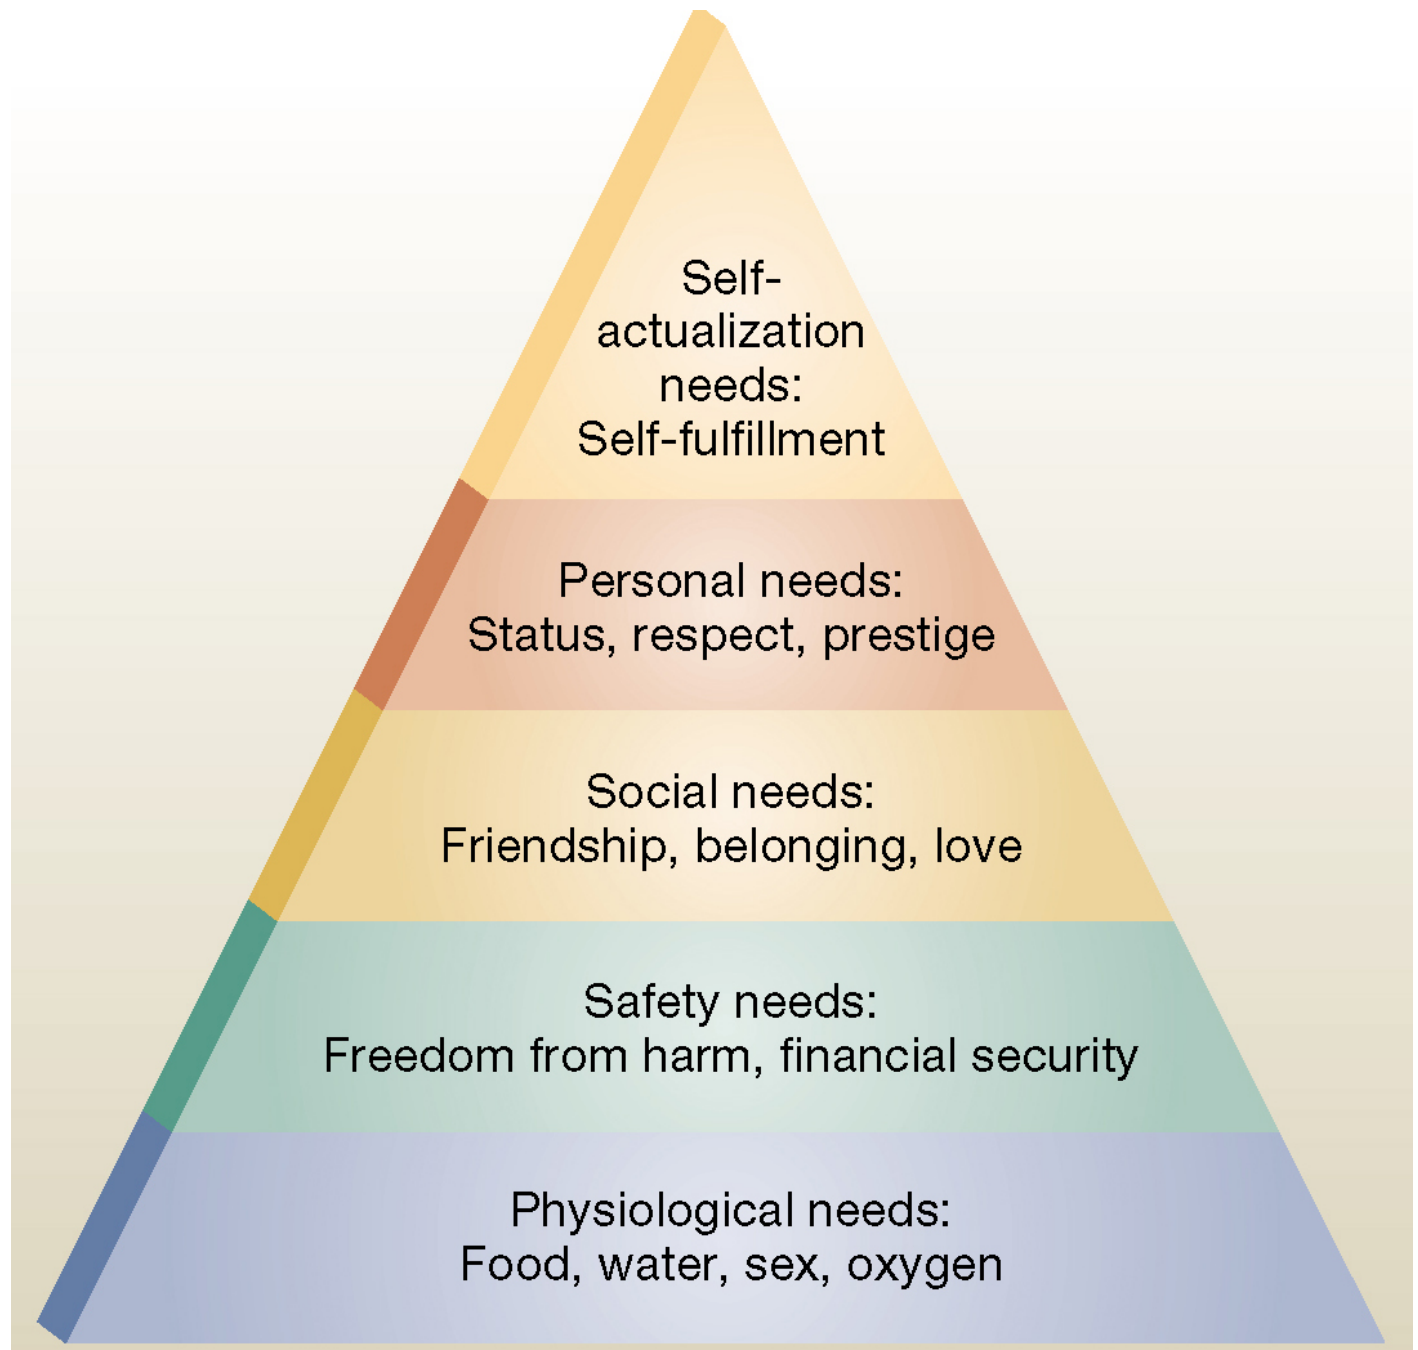 Self-
actualization
needs:
Self-fulfillment
Personal needs:
Status, respect, prestige
Social needs:
Friendship, belonging, love
Safety needs:
Freedom from harm, financial security
Physiological needs:
Food, water, sex, oxygen